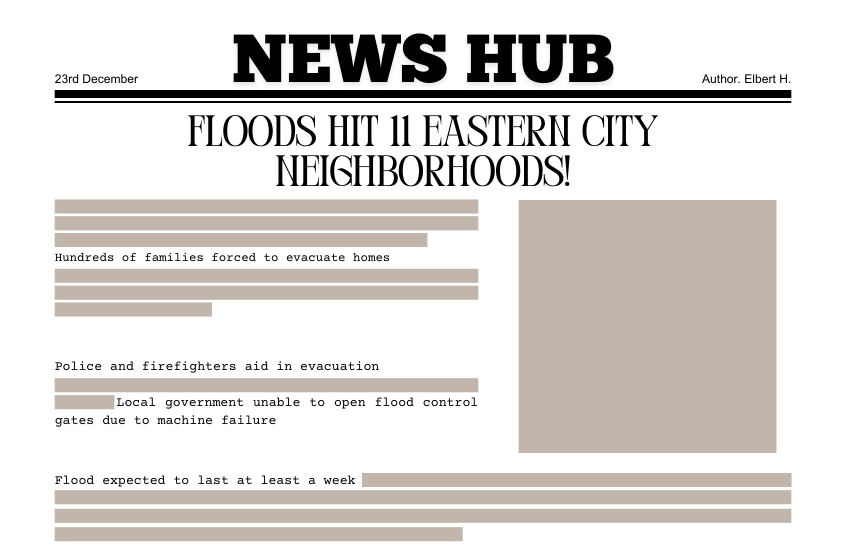 NEWS HUB
23rd December
Author. Elbert H.
FLOODS HIT 11 EASTERN CITY
NEIGHBORHOODS!
Hundreds of families forced to evacuate homes
Police and firefighters aid in evacuation
Local government unable to open flood control
gates due to machine failure
Flood expected to last at least a week